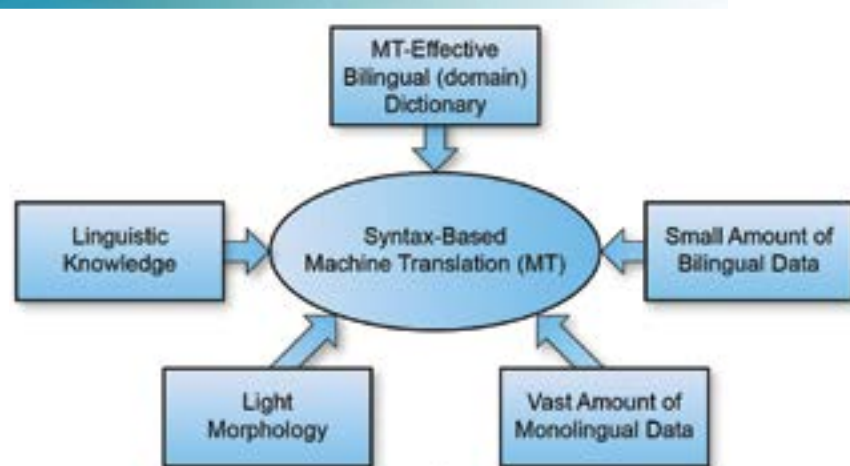 MT-Effective
Bilingual (domain)
Dictionary
Linguistic
Knowledge
Syntax-Based
Machine Translation (MT)
Small Amount of
Bilingual Data
Light
Morphology
Vast Amount of
Monolingual Data